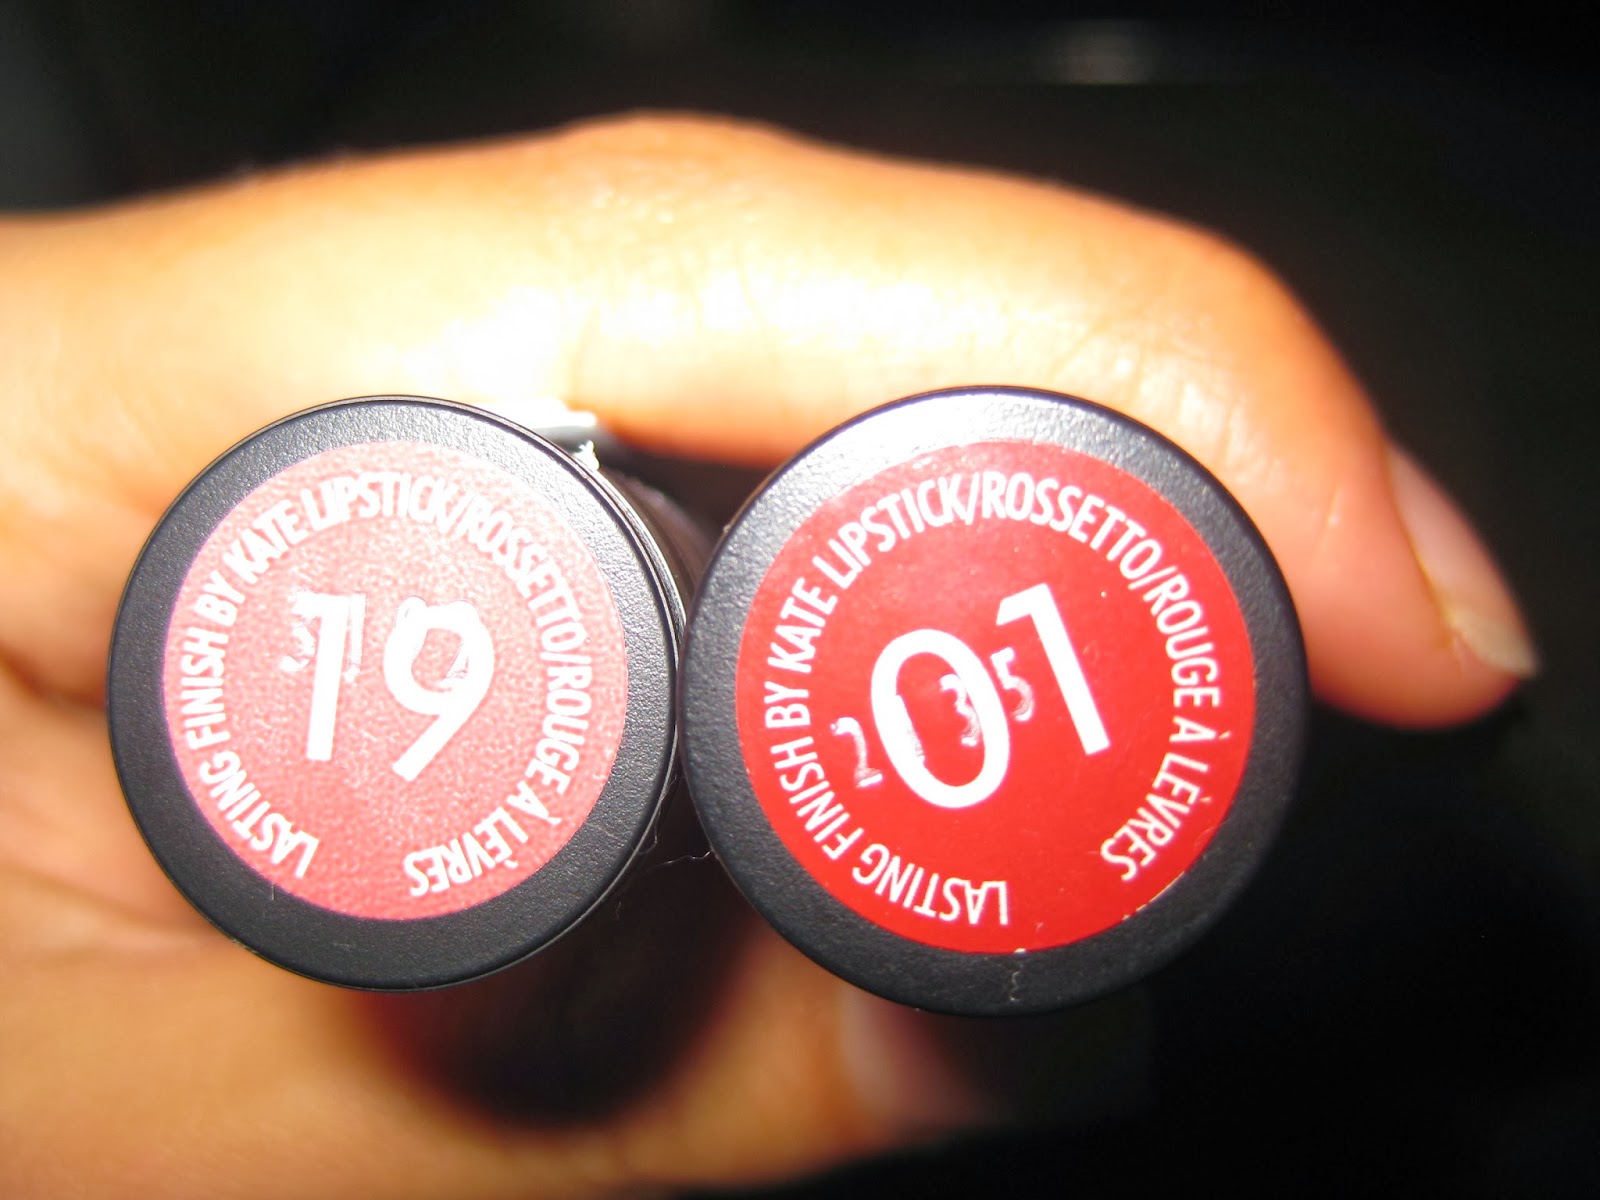 LASTING FINISH BY KATE LIPSTICK/ROSSETTO/ROUGE À LÈVRES
19
LASTING FINISH BY KATE LIPSTICK/ROSSETTO/ROUGE À LÈVRES
01